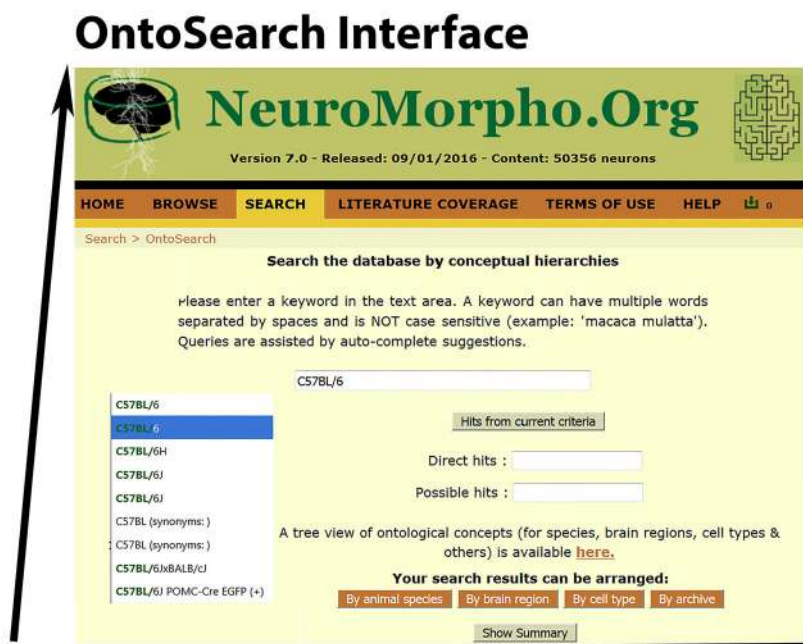 OntoSearch Interface
NeuroMorpho.Org
Version 7.0 - Released: 09/01/2016 - Content: 50356 neurons
HOME BROWSE SEARCH LITERATURE COVERAGE TERMS OF USE HELP 0
Search > OntoSearch
Search the database by conceptual hierarchies
Please enter a keyword in the text area. A keyword can have multiple words
separated by spaces and is NOT case sensitive (example: 'macaca mulatta').
Queries are assisted by auto-complete suggestions.
C57BL/6
C57BL/6
C57BL/6
C57BL/6H
C57BL/6J
C57BL/6J
C57BL (synonyms: )
C57BL (synonyms: )
C57BL/6JxBALB/cJ
C57BL/6J POMC-Cre EGFP (+)
Hits from current criteria
Direct hits :
Possible hits :
A tree view of ontological concepts (for species, brain regions, cell types &
others) is available here.
Your search results can be arranged:
By animal species By brain region By cell type By archive
Show Summary